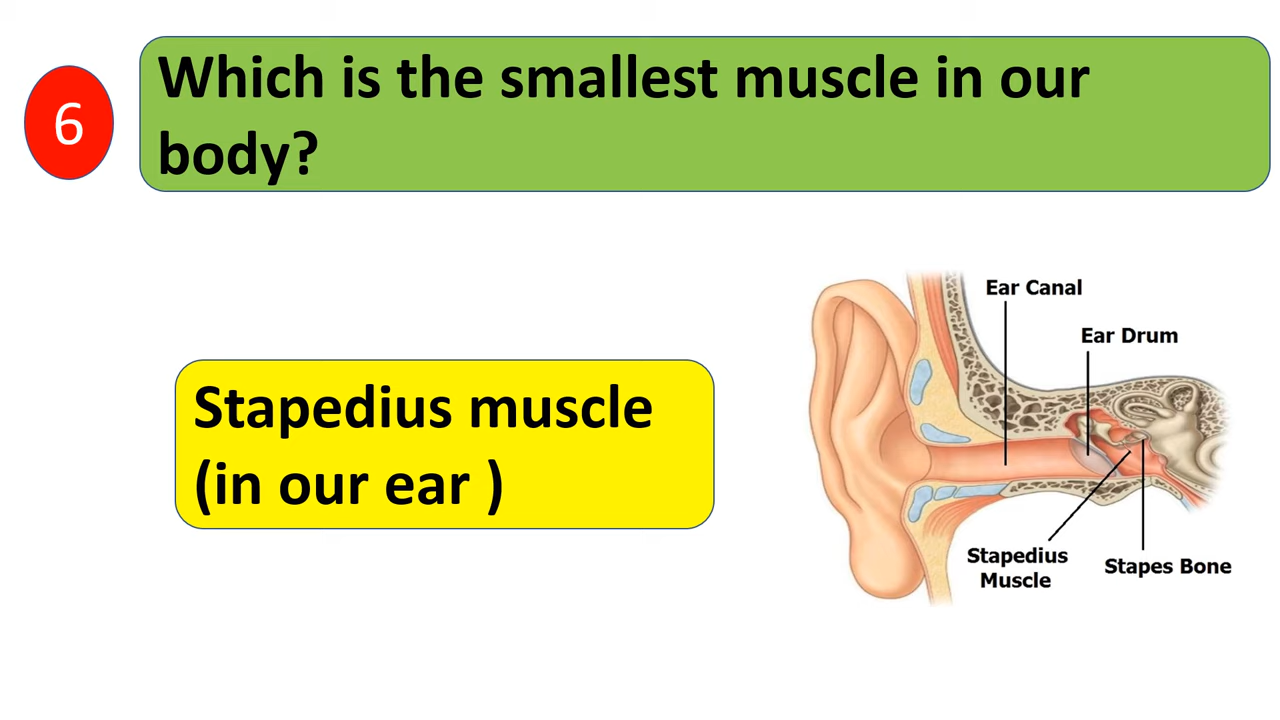 6
Which is the smallest muscle in our
body?
Ear Canal
Ear Drum
Stapedius muscle
(in our ear )
Stapedius
Muscle
Stapes Bone